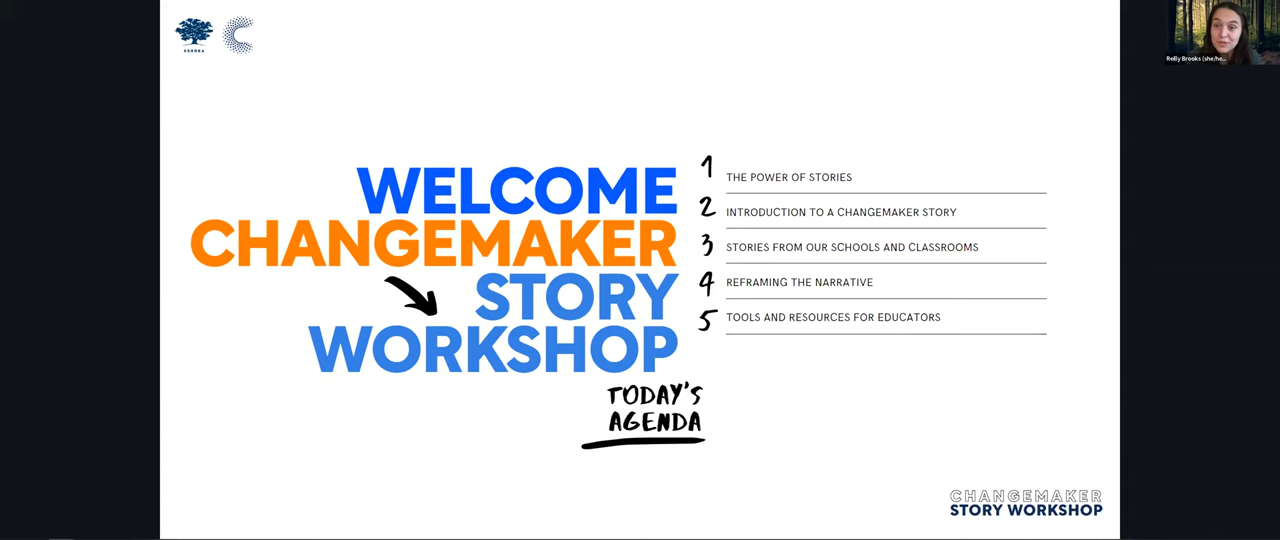 ASHOKA
Reilly Brooks (she/he...
WELCOME
CHANGEMAKER
STORY
WORKSHOP
TODAY'S
AGENDA
1 THE POWER OF STORIES
2 INTRODUCTION TO A CHANGEMAKER STORY
3 STORIES FROM OUR SCHOOLS AND CLASSROOMS
4 REFRAMING THE NARRATIVE
5 TOOLS AND RESOURCES FOR EDUCATORS
CHANGEMAKER
STORY WORKSHOP